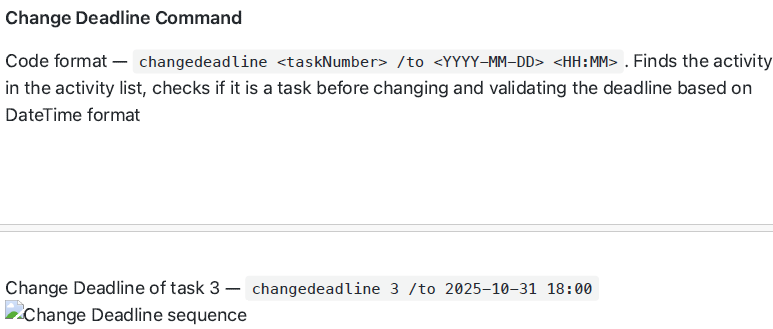 Change Deadline Command
Code format — changedeadline <taskNumber> /to <YYYY-MM-DD> <HH:MM> . Finds the activity
in the activity list, checks if it is a task before changing and validating the deadline based on
DateTime format
Change Deadline of task 3 — changedeadline 3 /to 2025-10-31 18:00
Change Deadline sequence